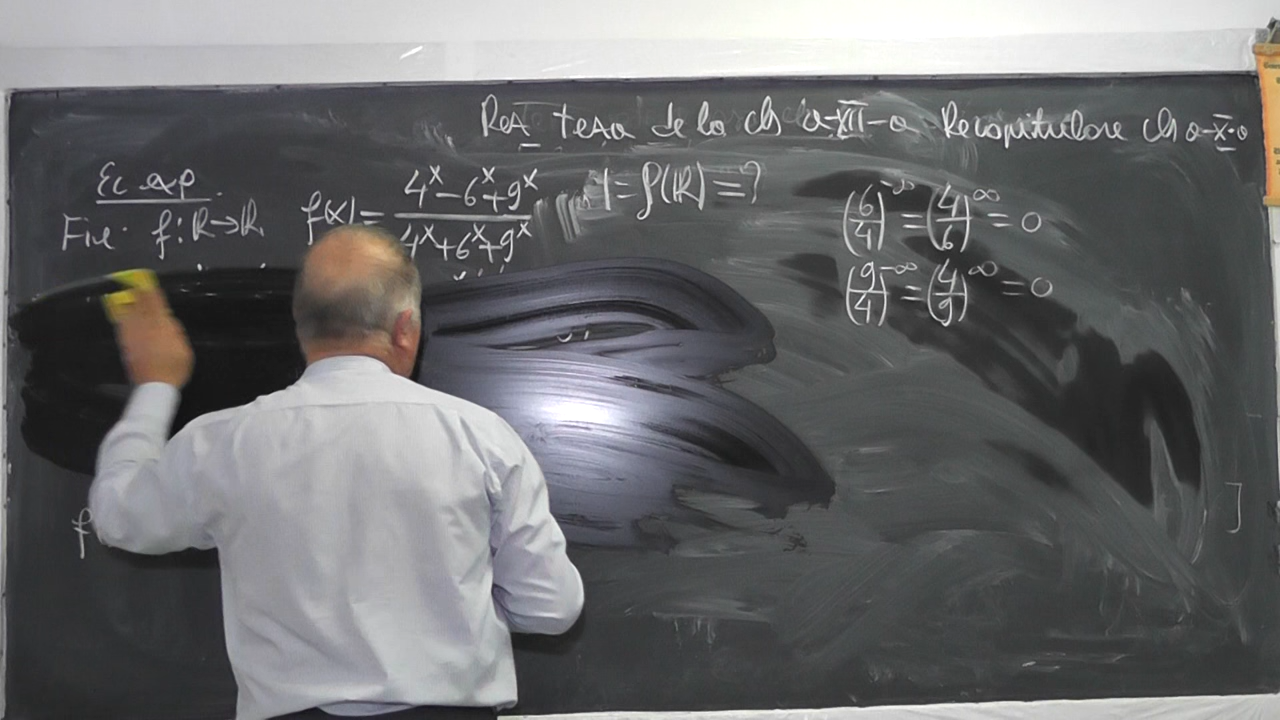 Rez teza de la cls a-XII-a Recapitulare cls a-X-a
Ec exp.
Fie f:R→R, f(x)= (4^x-6^x+9^x)/(4^x+6^x+9^x) I=f(R)=?
(6/4)^-∞=(4/6)^∞=0
(9/4)^-∞=(4/9)^∞=0
]
f